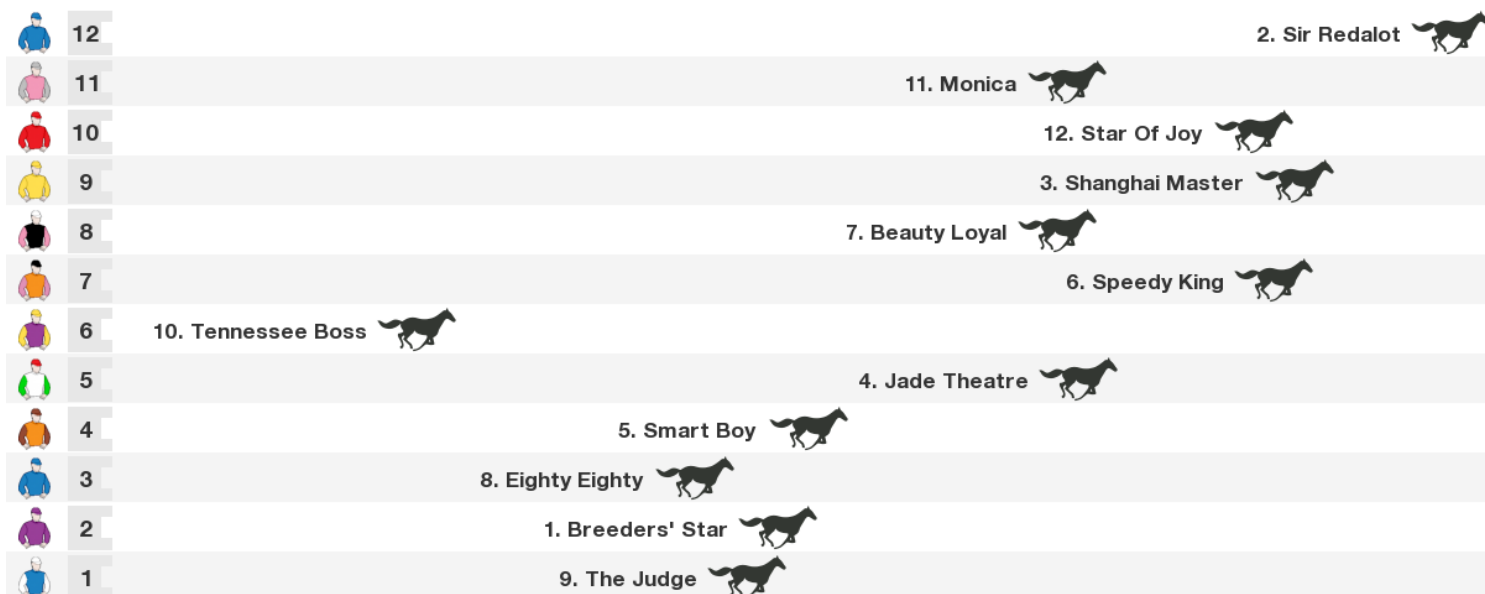 12 2. Sir Redalot
11 11. Monica
10 12. Star Of Joy
9 3. Shanghai Master
8 7. Beauty Loyal
7 6. Speedy King
6 10. Tennessee Boss
5 4. Jade Theatre
4 5. Smart Boy
3 8. Eighty Eighty
2 1. Breeders' Star
1 9. The Judge